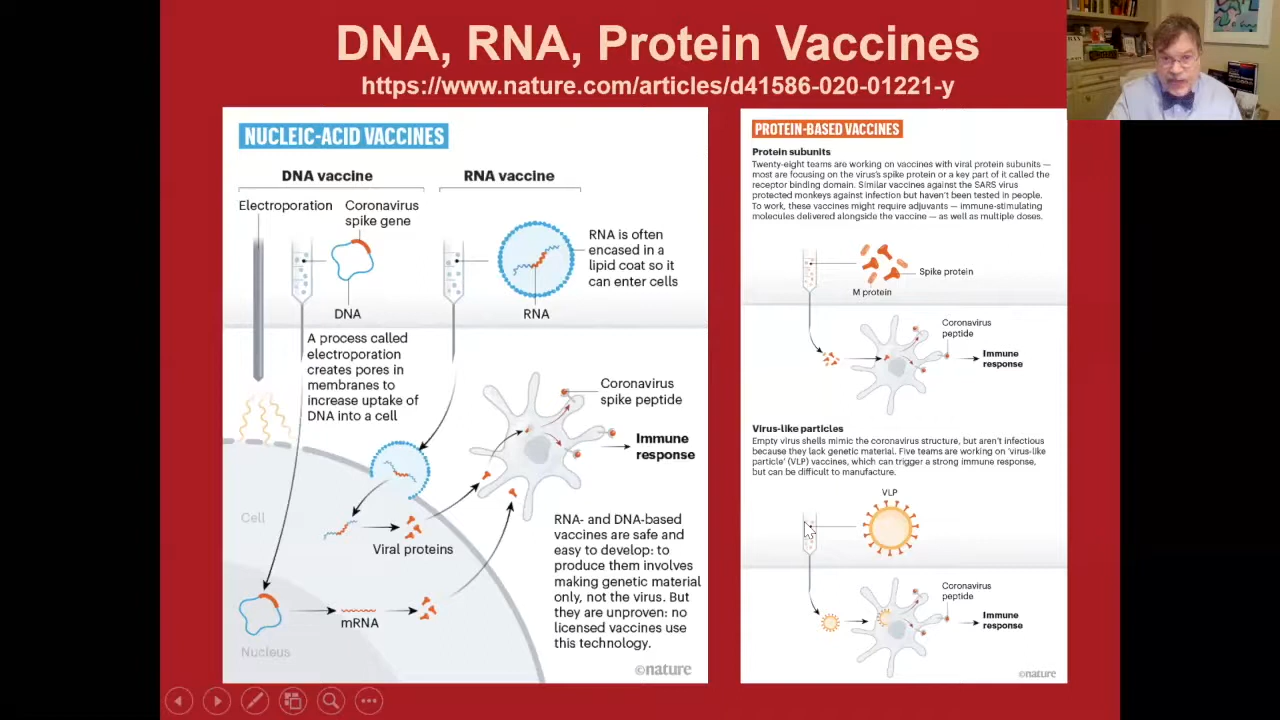 DNA, RNA, Protein Vaccines
https://www.nature.com/articles/d41586-020-01221-y
NUCLEIC-ACID VACCINES
DNA vaccine
RNA vaccine
Electroporation
Coronavirus
spike gene
RNA is often
encased in a
lipid coat so it
can enter cells
DNA
RNA
A process called
electroporation
creates pores in
membranes to
increase uptake of
DNA into a cell
Coronavirus
spike peptide
Immune
response
Cell
Viral proteins
mRNA
Nucleus
RNA- and DNA-based
vaccines are safe and
easy to develop: to
produce them involves
making genetic material
only, not the virus. But
they are unproven: no
licensed vaccines use
this technology.
©nature
PROTEIN-BASED VACCINES
Protein subunits
Twenty-eight teams are working on vaccines with viral protein subunits —
most are focusing on the virus's spike protein or a key part of it called the
receptor binding domain. Similar vaccines against the SARS virus
protected monkeys against infection but haven't been tested in people.
To work, these vaccines might require adjuvants — immune-stimulating
molecules delivered alongside the vaccine — as well as multiple doses.
Spike protein
M protein
Coronavirus
peptide
Immune
response
Virus-like particles
Empty virus shells mimic the coronavirus structure, but aren't infectious
because they lack genetic material. Five teams are working on 'virus-like
particle' (VLP) vaccines, which can trigger a strong immune response,
but can be difficult to manufacture.
VLP
Coronavirus
peptide
Immune
response
©nature